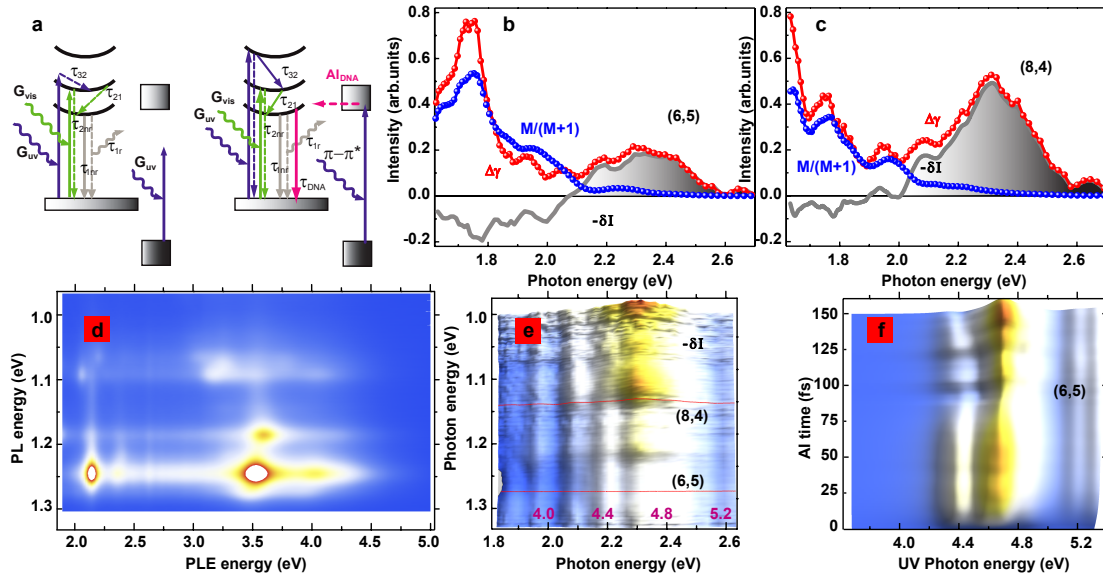 a
τ32
τ21
Gvis
Guv
τ2nr
τ1nr
τ1r
Guv
τ32
τ21
AIDNA
Gvis
Guv
τ2nr
τ1nr
τ1r
τDNA
π−π*
b
Intensity (arb.units)
0.8
0.6
0.4
0.2
0.0
-0.2
(6,5)
M/(M+1)
Δγ
-δI
1.8 2.0 2.2 2.4 2.6
Photon energy (eV)
c
Intensity (arb.units)
0.8
0.6
0.4
0.2
0.0
-0.2
(8,4)
Δγ
M/(M+1)
-δI
1.8 2.0 2.2 2.4 2.6
Photon energy (eV)
d
PL energy (eV)
1.0
1.1
1.2
1.3
2.0 2.5 3.0 3.5 4.0 4.5 5.0
PLE energy (eV)
e
Photon energy (eV)
1.0
1.1
1.2
1.3
-δI
(8,4)
(6,5)
4.0 4.4 4.8 5.2
1.8 2.0 2.2 2.4 2.6
Photon energy (eV)
f
AI time (fs)
150
125
100
75
50
25
0
(6,5)
4.0 4.4 4.8 5.2
UV Photon energy (eV)